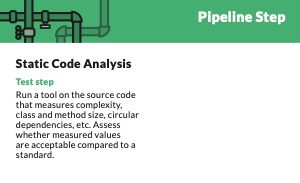 Pipeline Step
Static Code Analysis
Test step
Run a tool on the source code
that measures complexity,
class and method size, circular
dependencies, etc. Assess
whether measured values
are acceptable compared to a
standard.